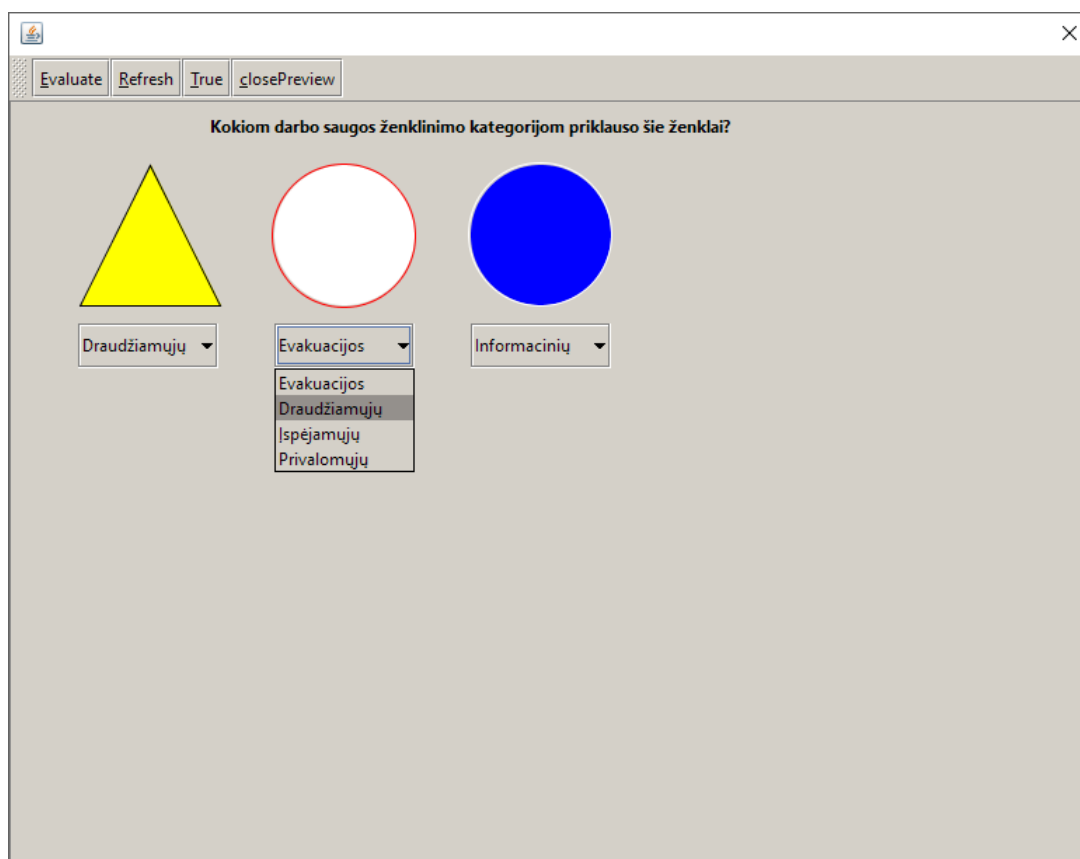 Evaluate Refresh True closePreview
Kokiom darbo saugos ženklinimo kategorijom priklauso šie ženklai?
Draudžiamųjų Evakuacijos Informacinių
Evakuacijos
Draudžiamųjų
Įspėjamųjų
Privalomųjų